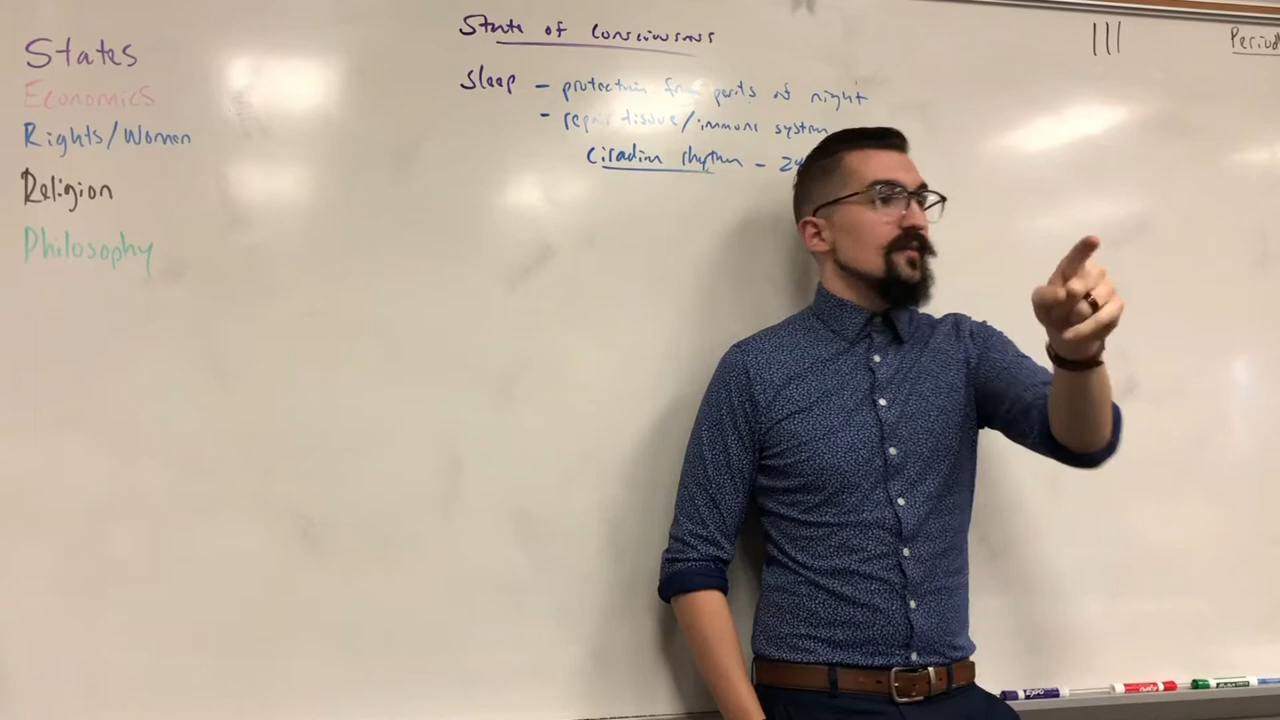 States
Economics
Rights/Women
Religion
Philosophy
State of Consciousness
Sleep - protection from perils of night
- repair tissue/immune system
Ciradian rhythm - 24
|||
Period
EXPO